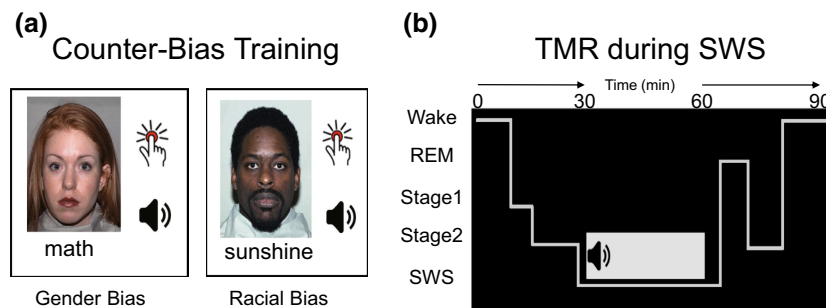 (a)
Counter-Bias Training
math
sunshine
Gender Bias
Racial Bias
(b)
TMR during SWS
Time (min)
0 30 60 90
Wake
REM
Stage1
Stage2
SWS